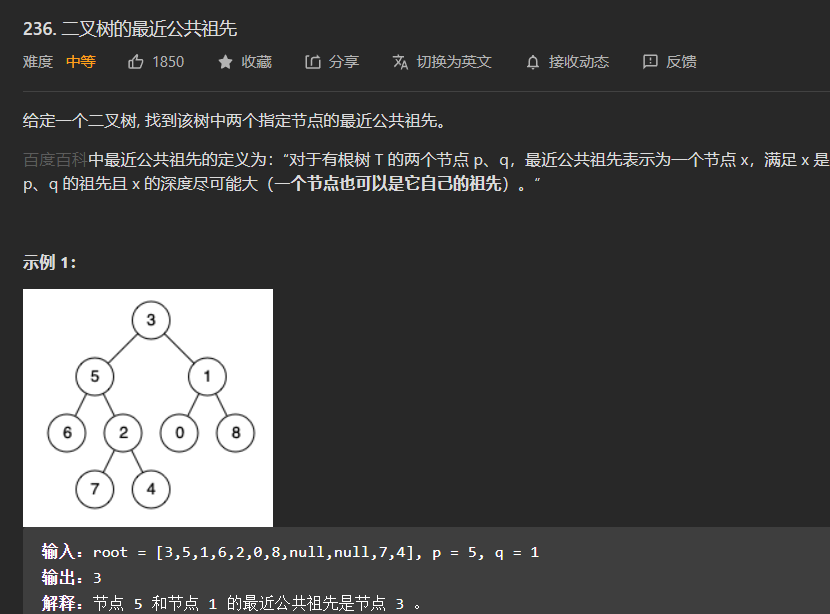 236. 二叉树的最近公共祖先
难度 中等 1850 收藏 分享 切换为英文 接收动态 反馈
给定一个二叉树, 找到该树中两个指定节点的最近公共祖先。
百度百科中最近公共祖先的定义为：“对于有根树 T 的两个节点 p、q，最近公共祖先表示为一个节点 x，满足 x 是
p、q 的祖先且 x 的深度尽可能大（一个节点也可以是它自己的祖先）。”
示例 1：
3
5 1
6 2 0 8
7 4
输入：root = [3,5,1,6,2,0,8,null,null,7,4], p = 5, q = 1
输出：3
解释：节点 5 和节点 1 的最近公共祖先是节点 3 。